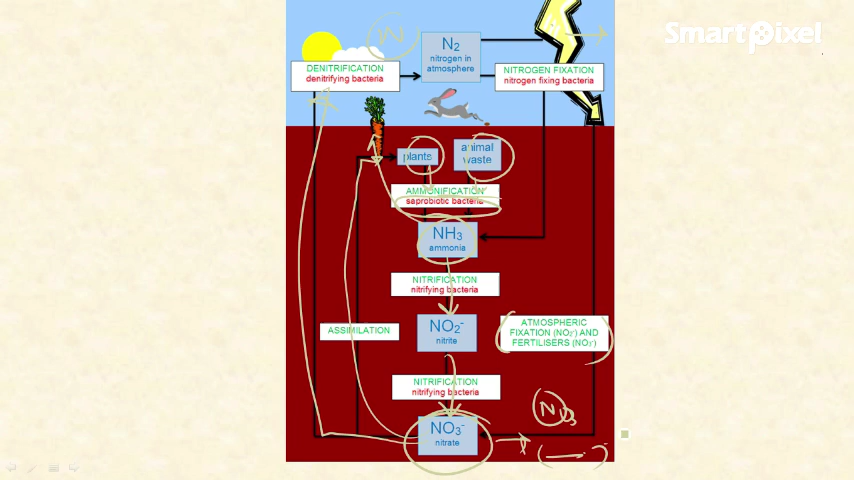 SmartPixel
N
N2
nitrogen in
atmosphere
DENITRIFICATION
denitrifying bacteria
NITROGEN FIXATION
nitrogen fixing bacteria
plants
animal
waste
AMMONIFICATION
saprobiotic bacteria
NH3
ammonia
NITRIFICATION
nitrifying bacteria
NO2-
nitrite
ATMOSPHERIC
FIXATION (NO3-) AND
FERTILISERS (NO3-)
ASSIMILATION
NITRIFICATION
nitrifying bacteria
NO3
NO3-
nitrate